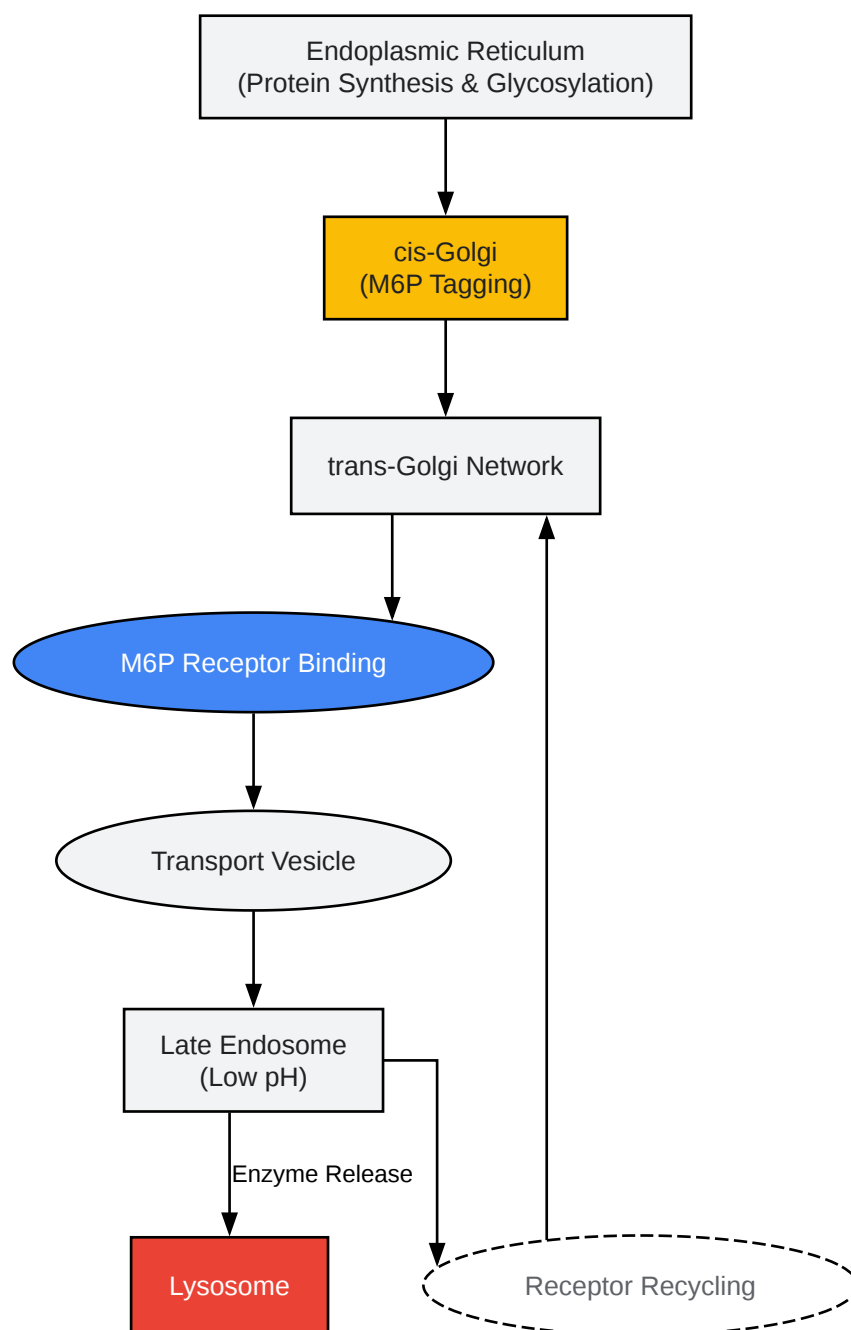 Endoplasmic Reticulum
(Protein Synthesis & Glycosylation)
cis-Golgi
(M6P Tagging)
trans-Golgi Network
M6P Receptor Binding
Transport Vesicle
Late Endosome
(Low pH)
Enzyme Release
Lysosome
Receptor Recycling